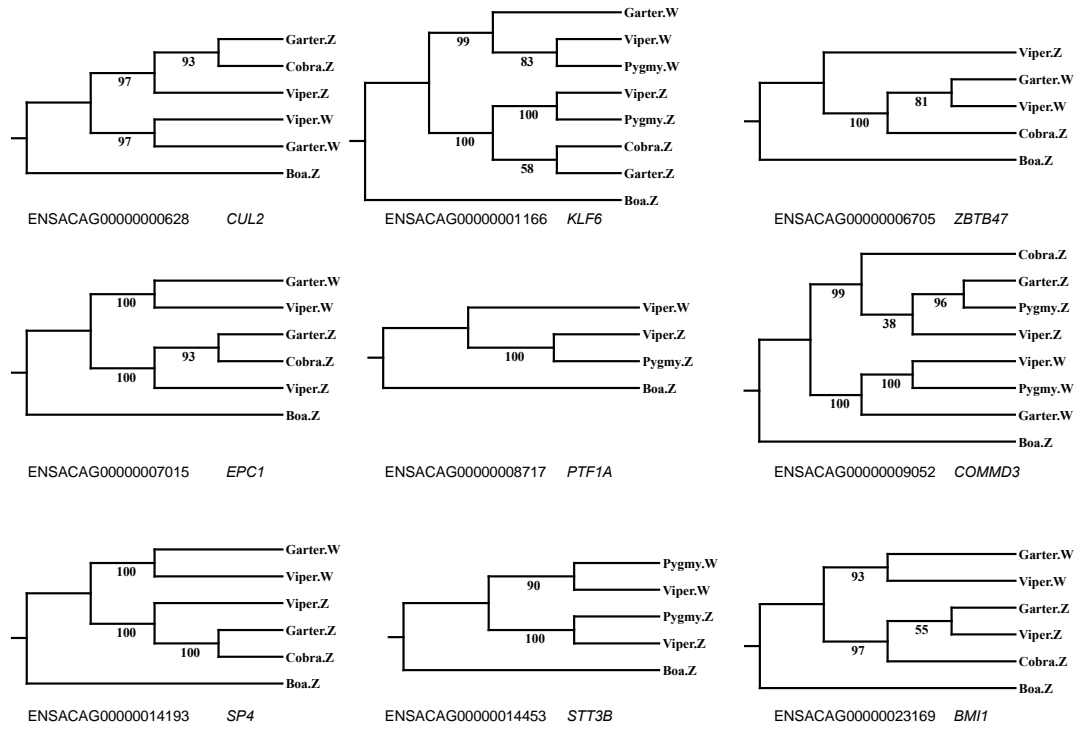 Garter.Z
93
Cobra.Z
97
Viper.Z
Viper.W
97
Garter.W
Boa.Z
ENSACAG00000000628 CUL2
Garter.W
99
Viper.W
83
Pygmy.W
Viper.Z
100
Pygmy.Z
100
Cobra.Z
58
Garter.Z
Boa.Z
ENSACAG00000001166 KLF6
Viper.Z
Garter.W
81
Viper.W
100
Cobra.Z
Boa.Z
ENSACAG00000006705 ZBTB47
Garter.W
100
Viper.W
Garter.Z
93
Cobra.Z
100
Viper.Z
Boa.Z
ENSACAG00000007015 EPC1
Viper.W
Viper.Z
100
Pygmy.Z
Boa.Z
ENSACAG00000008717 PTF1A
Cobra.Z
99
Garter.Z
96
Pygmy.Z
38
Viper.Z
Viper.W
100
Pygmy.W
100
Garter.W
Boa.Z
ENSACAG00000009052 COMMD3
Garter.W
100
Viper.W
Viper.Z
100
Garter.Z
100
Cobra.Z
Boa.Z
ENSACAG00000014193 SP4
Pygmy.W
90
Viper.W
Pygmy.Z
100
Viper.Z
Boa.Z
ENSACAG00000014453 STT3B
Garter.W
93
Viper.W
Garter.Z
55
Viper.Z
97
Cobra.Z
Boa.Z
ENSACAG00000023169 BMI1